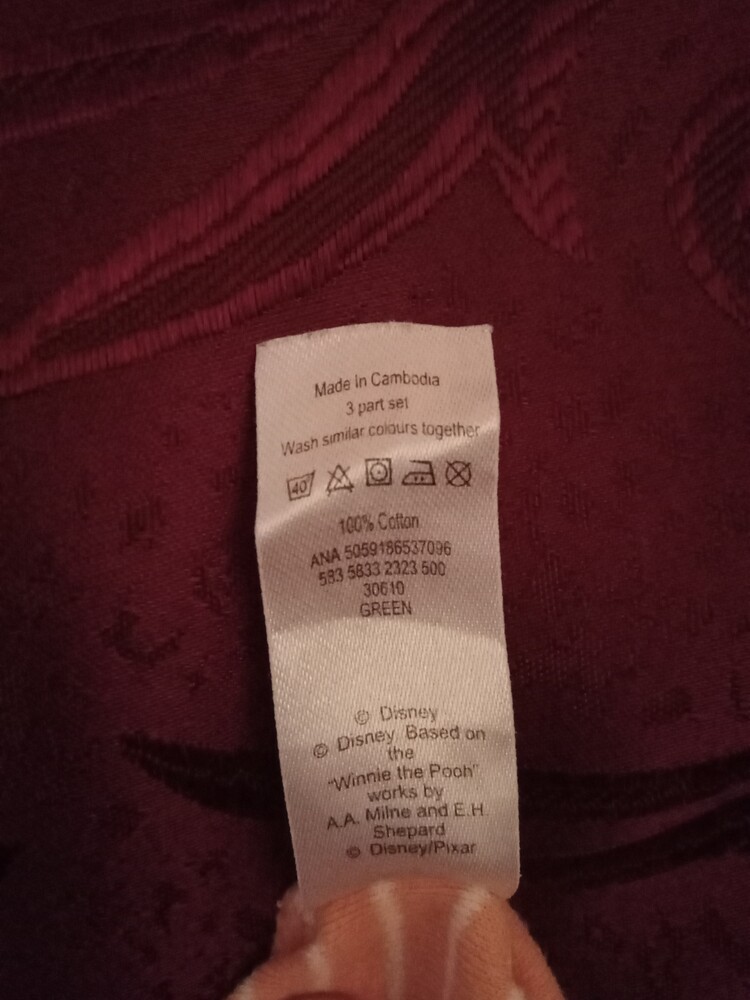 Made in Cambodia
3 part set
Wash similar colours together
40
100% Cotton
ANA 5059186537096
583 5833 2323 500
30610
GREEN
© Disney
© Disney. Based on
the
"Winnie the Pooh"
works by
A.A. Milne and E.H.
Shepard
© Disney/Pixar